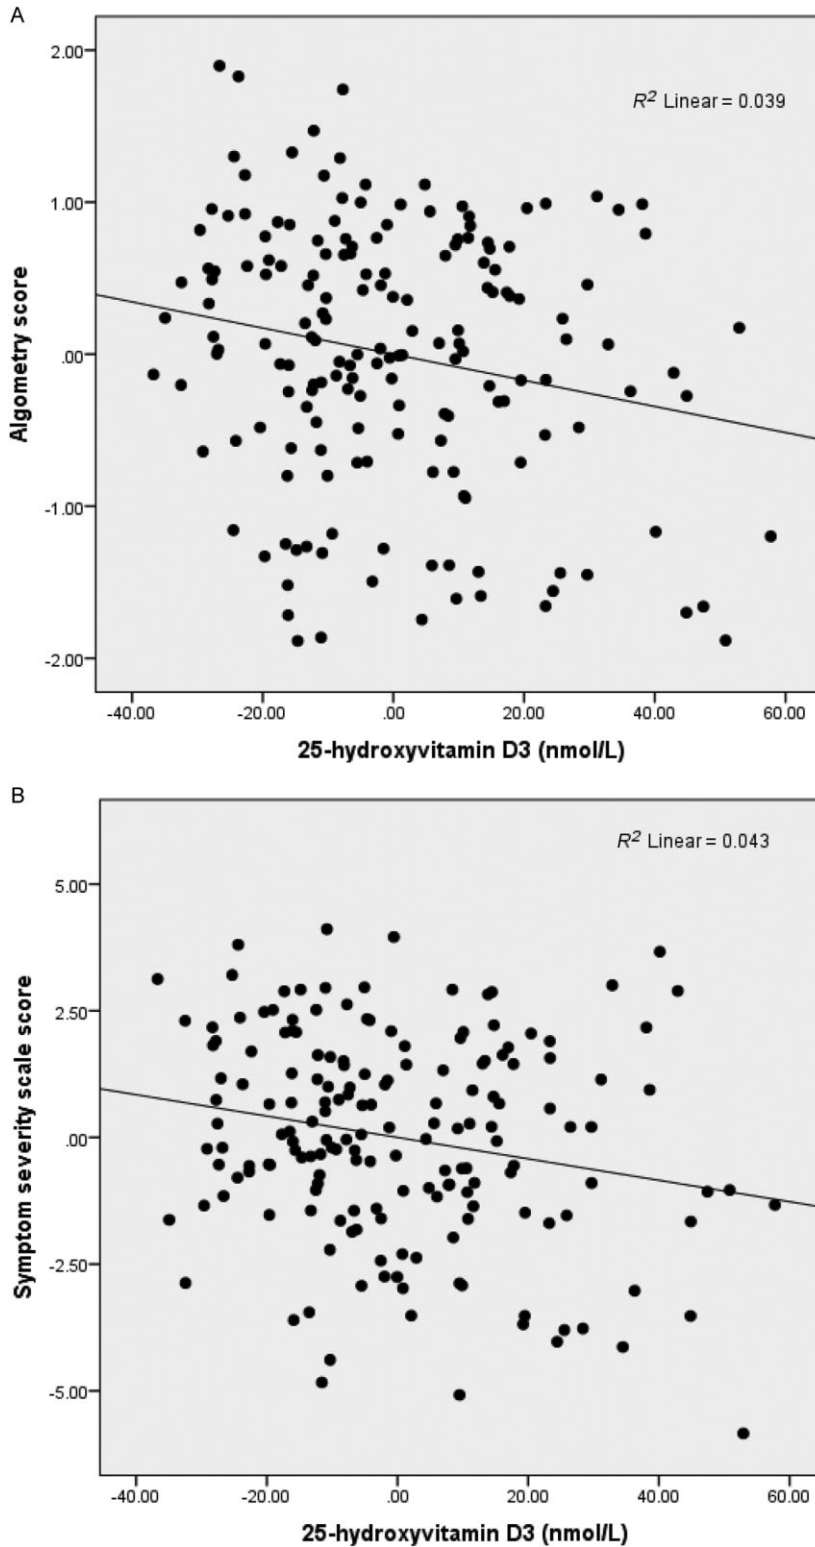 A
2.00
R² Linear = 0.039
1.00
Algometry score
.00
-1.00
-2.00
-40.00 -20.00 .00 20.00 40.00 60.00
25-hydroxyvitamin D3 (nmol/L)
B
R² Linear = 0.043
5.00
2.50
Symptom severity scale score
.00
-2.50
-5.00
-40.00 -20.00 .00 20.00 40.00 60.00
25-hydroxyvitamin D3 (nmol/L)